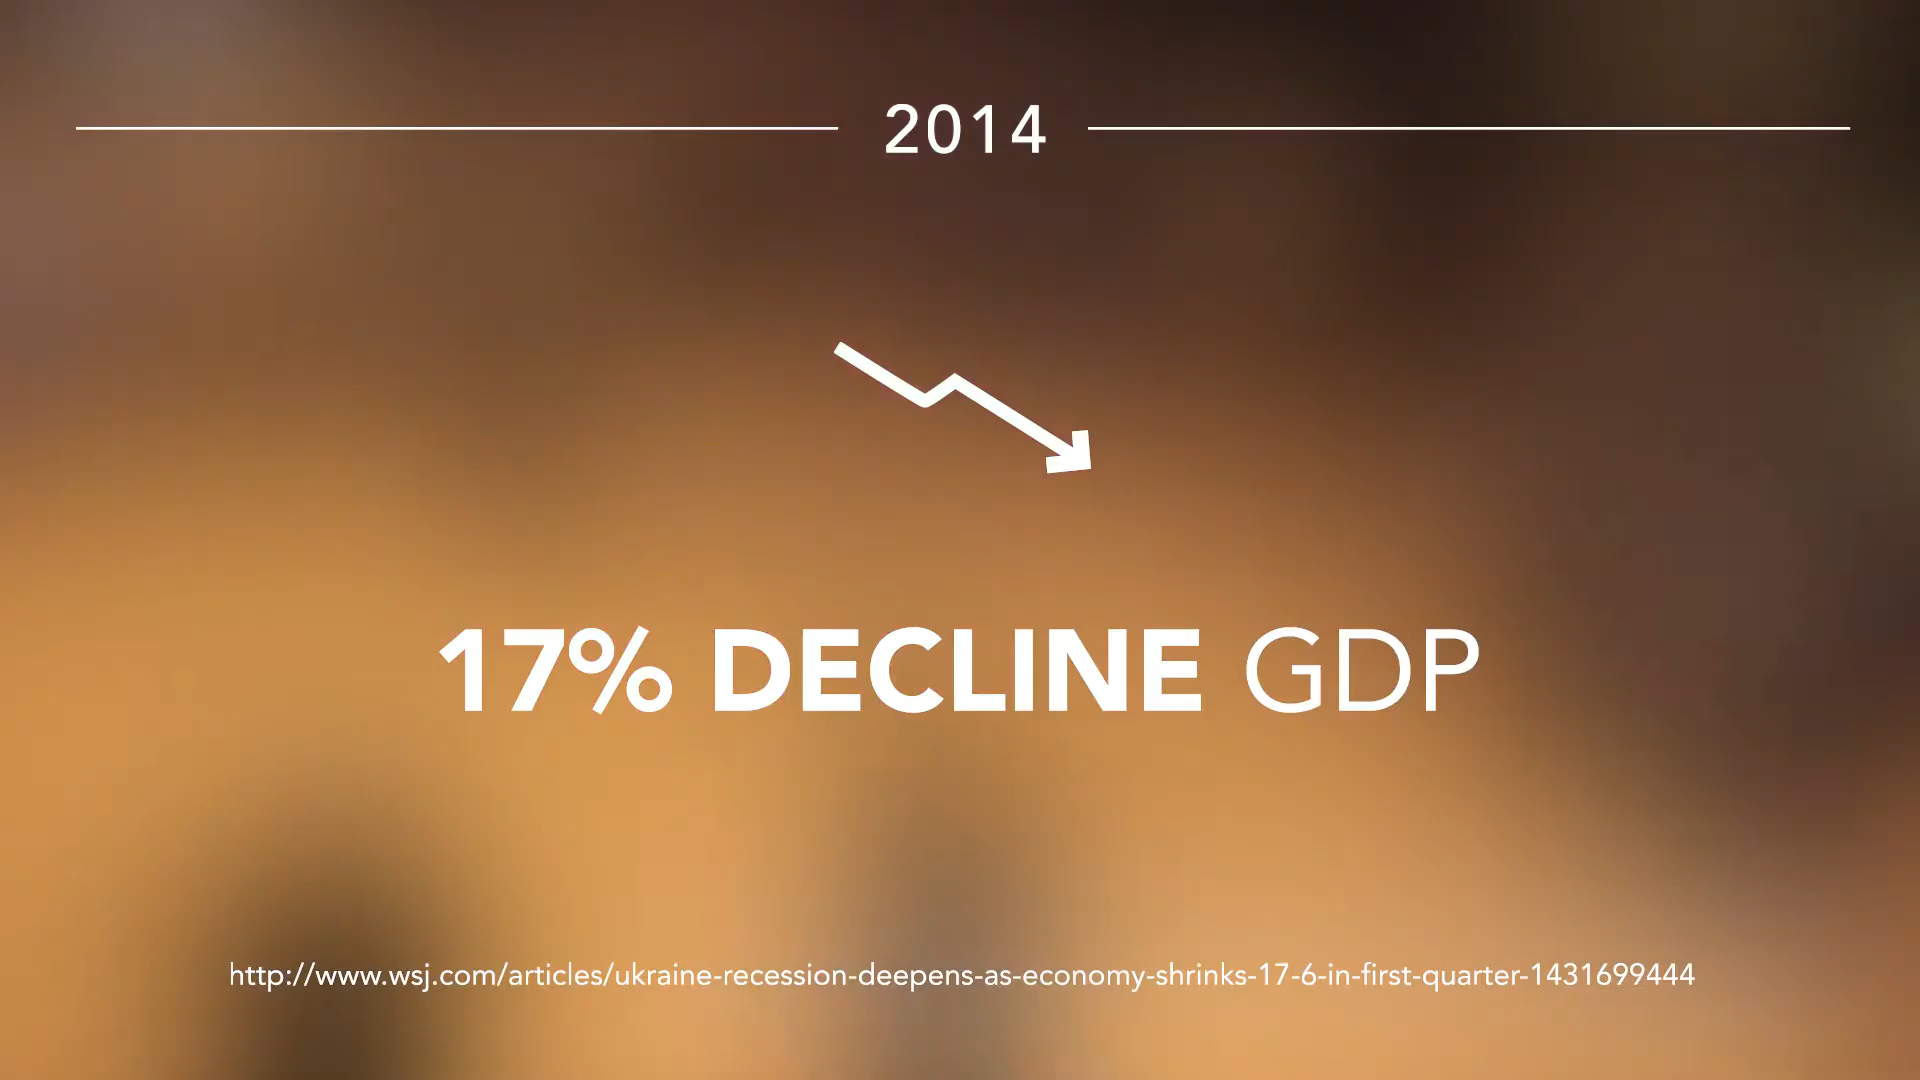 2014
17% DECLINE GDP
http://www.wsj.com/articles/ukraine-recession-deepens-as-economy-shrinks-17-6-in-first-quarter-1431699444